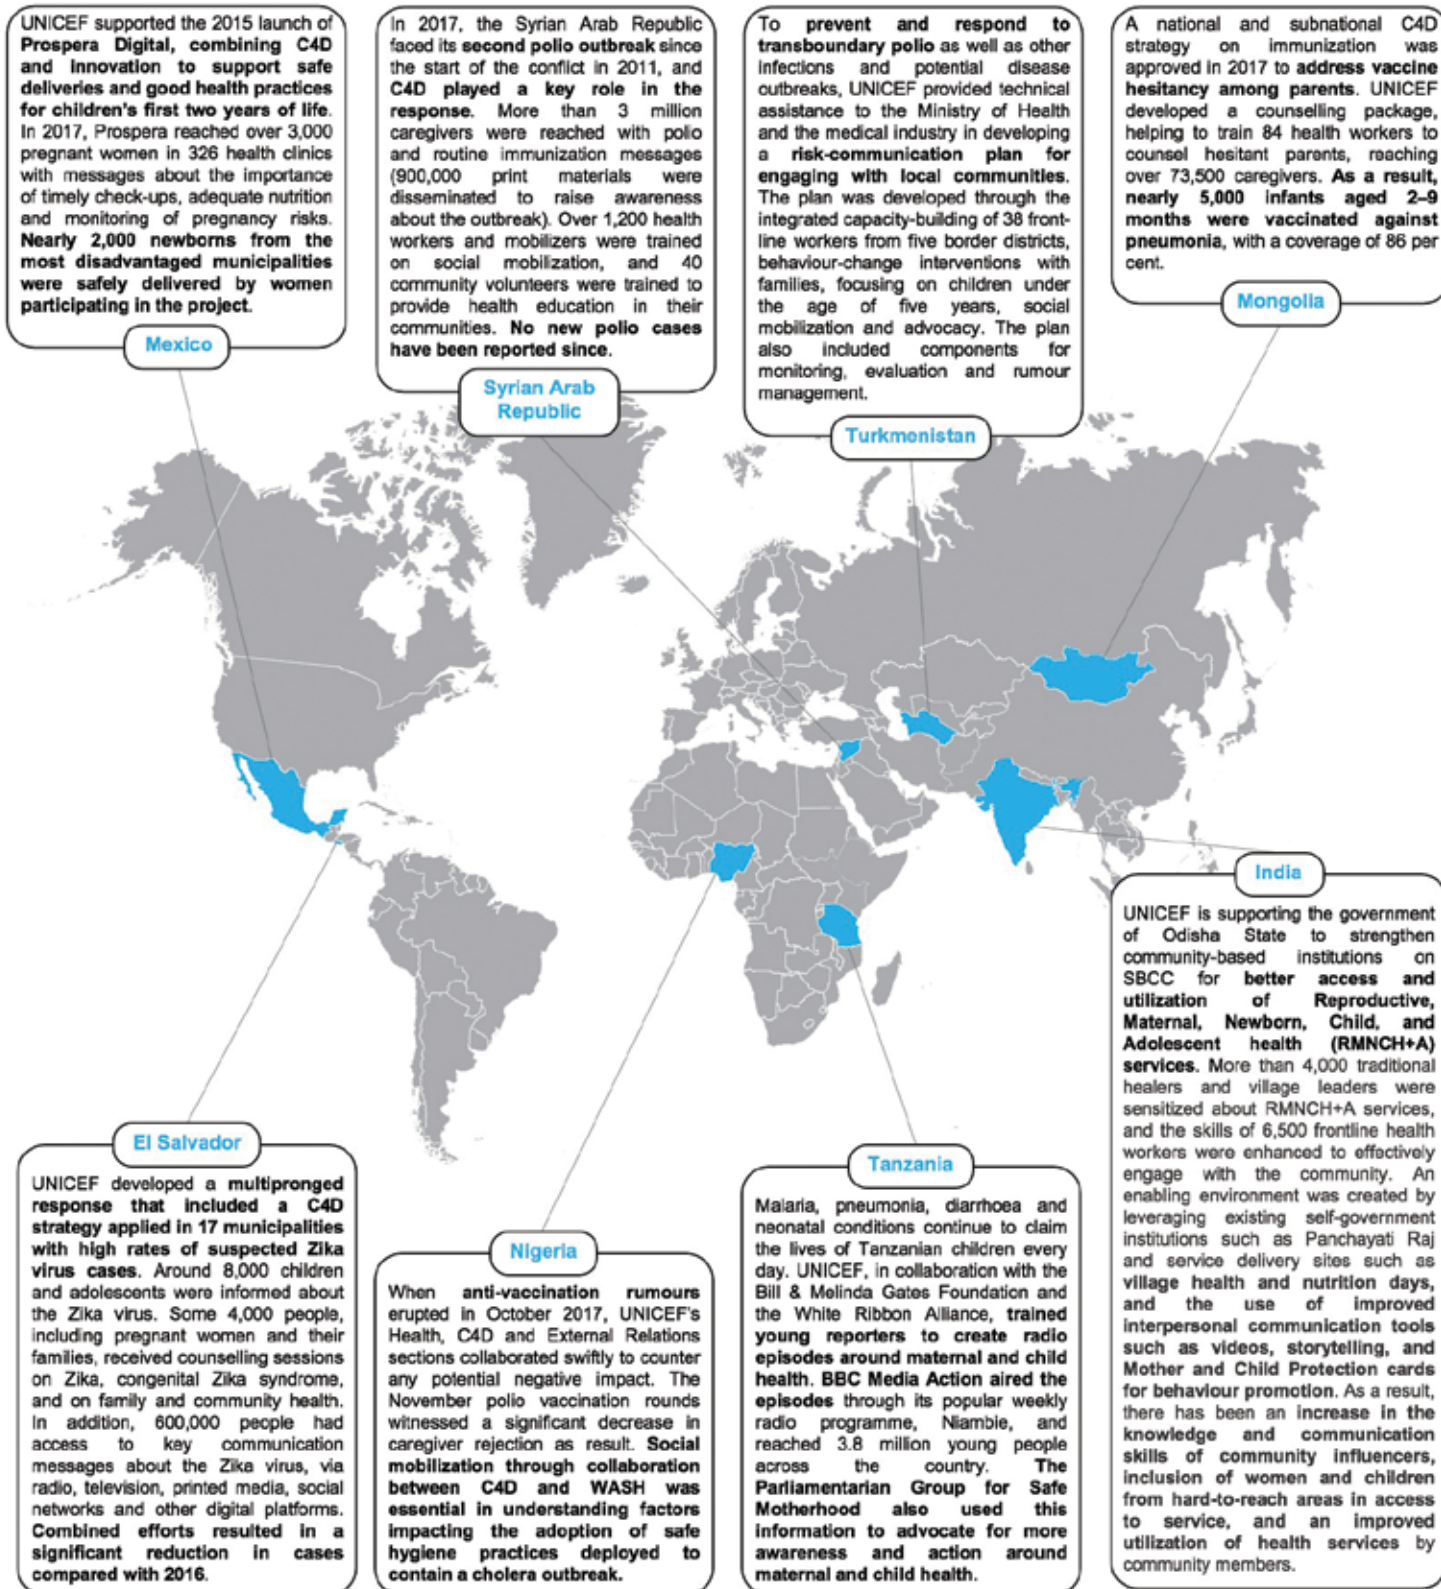 UNICEF supported the 2015 launch of
Prospera Digital, combining C4D
and Innovation to support safe
deliveries and good health practices
for children's first two years of life.
In 2017, Prospera reached over 3,000
pregnant women in 326 health clinics
with messages about the importance
of timely check-ups, adequate nutrition
and monitoring of pregnancy risks.
Nearly 2,000 newborns from the
most disadvantaged municipalities
were safely delivered by women
participating in the project.
Mexico
In 2017, the Syrian Arab Republic
faced its second polio outbreak since
the start of the conflict in 2011, and
C4D played a key role in the
response. More than 3 million
caregivers were reached with polio
and routine immunization messages
(900,000 print materials were
disseminated to raise awareness
about the outbreak). Over 1,200 health
workers and mobilizers were trained
on social mobilization, and 40
community volunteers were trained to
provide health education in their
communities. No new polio cases
have been reported since.
Syrian Arab
Republic
To prevent and respond to
transboundary polio as well as other
infections and potential disease
outbreaks, UNICEF provided technical
assistance to the Ministry of Health
and the medical industry in developing
a risk-communication plan for
engaging with local communities.
The plan was developed through the
integrated capacity-building of 38 front-
line workers from five border districts,
behaviour-change interventions with
families, focusing on children under
the age of five years, social
mobilization and advocacy. The plan
also included components for
monitoring, evaluation and rumour
management.
Turkmenistan
A national and subnational C4D
strategy on immunization was
approved in 2017 to address vaccine
hesitancy among parents. UNICEF
developed a counselling package,
helping to train 84 health workers to
counsel hesitant parents, reaching
over 73,500 caregivers. As a result,
nearly 5,000 infants aged 2–9
months were vaccinated against
pneumonia, with a coverage of 86 per
cent.
Mongolia
El Salvador
UNICEF developed a multipronged
response that included a C4D
strategy applied in 17 municipalities
with high rates of suspected Zika
virus cases. Around 8,000 children
and adolescents were informed about
the Zika virus. Some 4,000 people,
including pregnant women and their
families, received counselling sessions
on Zika, congenital Zika syndrome,
and on family and community health.
In addition, 600,000 people had
access to key communication
messages about the Zika virus, via
radio, television, printed media, social
networks and other digital platforms.
Combined efforts resulted in a
significant reduction in cases
compared with 2016.
Nigeria
When anti-vaccination rumours
erupted in October 2017, UNICEF's
Health, C4D and External Relations
sections collaborated swiftly to counter
any potential negative impact. The
November polio vaccination rounds
witnessed a significant decrease in
caregiver rejection as result. Social
mobilization through collaboration
between C4D and WASH was
essential in understanding factors
impacting the adoption of safe
hygiene practices deployed to
contain a cholera outbreak.
Tanzania
Malaria, pneumonia, diarrhoea and
neonatal conditions continue to claim
the lives of Tanzanian children every
day. UNICEF, in collaboration with the
Bill & Melinda Gates Foundation and
the White Ribbon Alliance, trained
young reporters to create radio
episodes around maternal and child
health. BBC Media Action aired the
episodes through its popular weekly
radio programme, Niambie, and
reached 3.8 million young people
across the country. The
Parliamentarian Group for Safe
Motherhood also used this
information to advocate for more
awareness and action around
maternal and child health.
India
UNICEF is supporting the government
of Odisha State to strengthen
community-based institutions on
SBCC for better access and
utilization of Reproductive,
Maternal, Newborn, Child, and
Adolescent health (RMNCH+A)
services. More than 4,000 traditional
healers and village leaders were
sensitized about RMNCH+A services,
and the skills of 6,500 frontline health
workers were enhanced to effectively
engage with the community. An
enabling environment was created by
leveraging existing self-government
institutions such as Panchayati Raj
and service delivery sites such as
village health and nutrition days,
and the use of improved
interpersonal communication tools
such as videos, storytelling, and
Mother and Child Protection cards
for behaviour promotion. As a result,
there has been an increase in the
knowledge and communication
skills of community influencers,
inclusion of women and children
from hard-to-reach areas in access
to service, and an improved
utilization of health services by
community members.